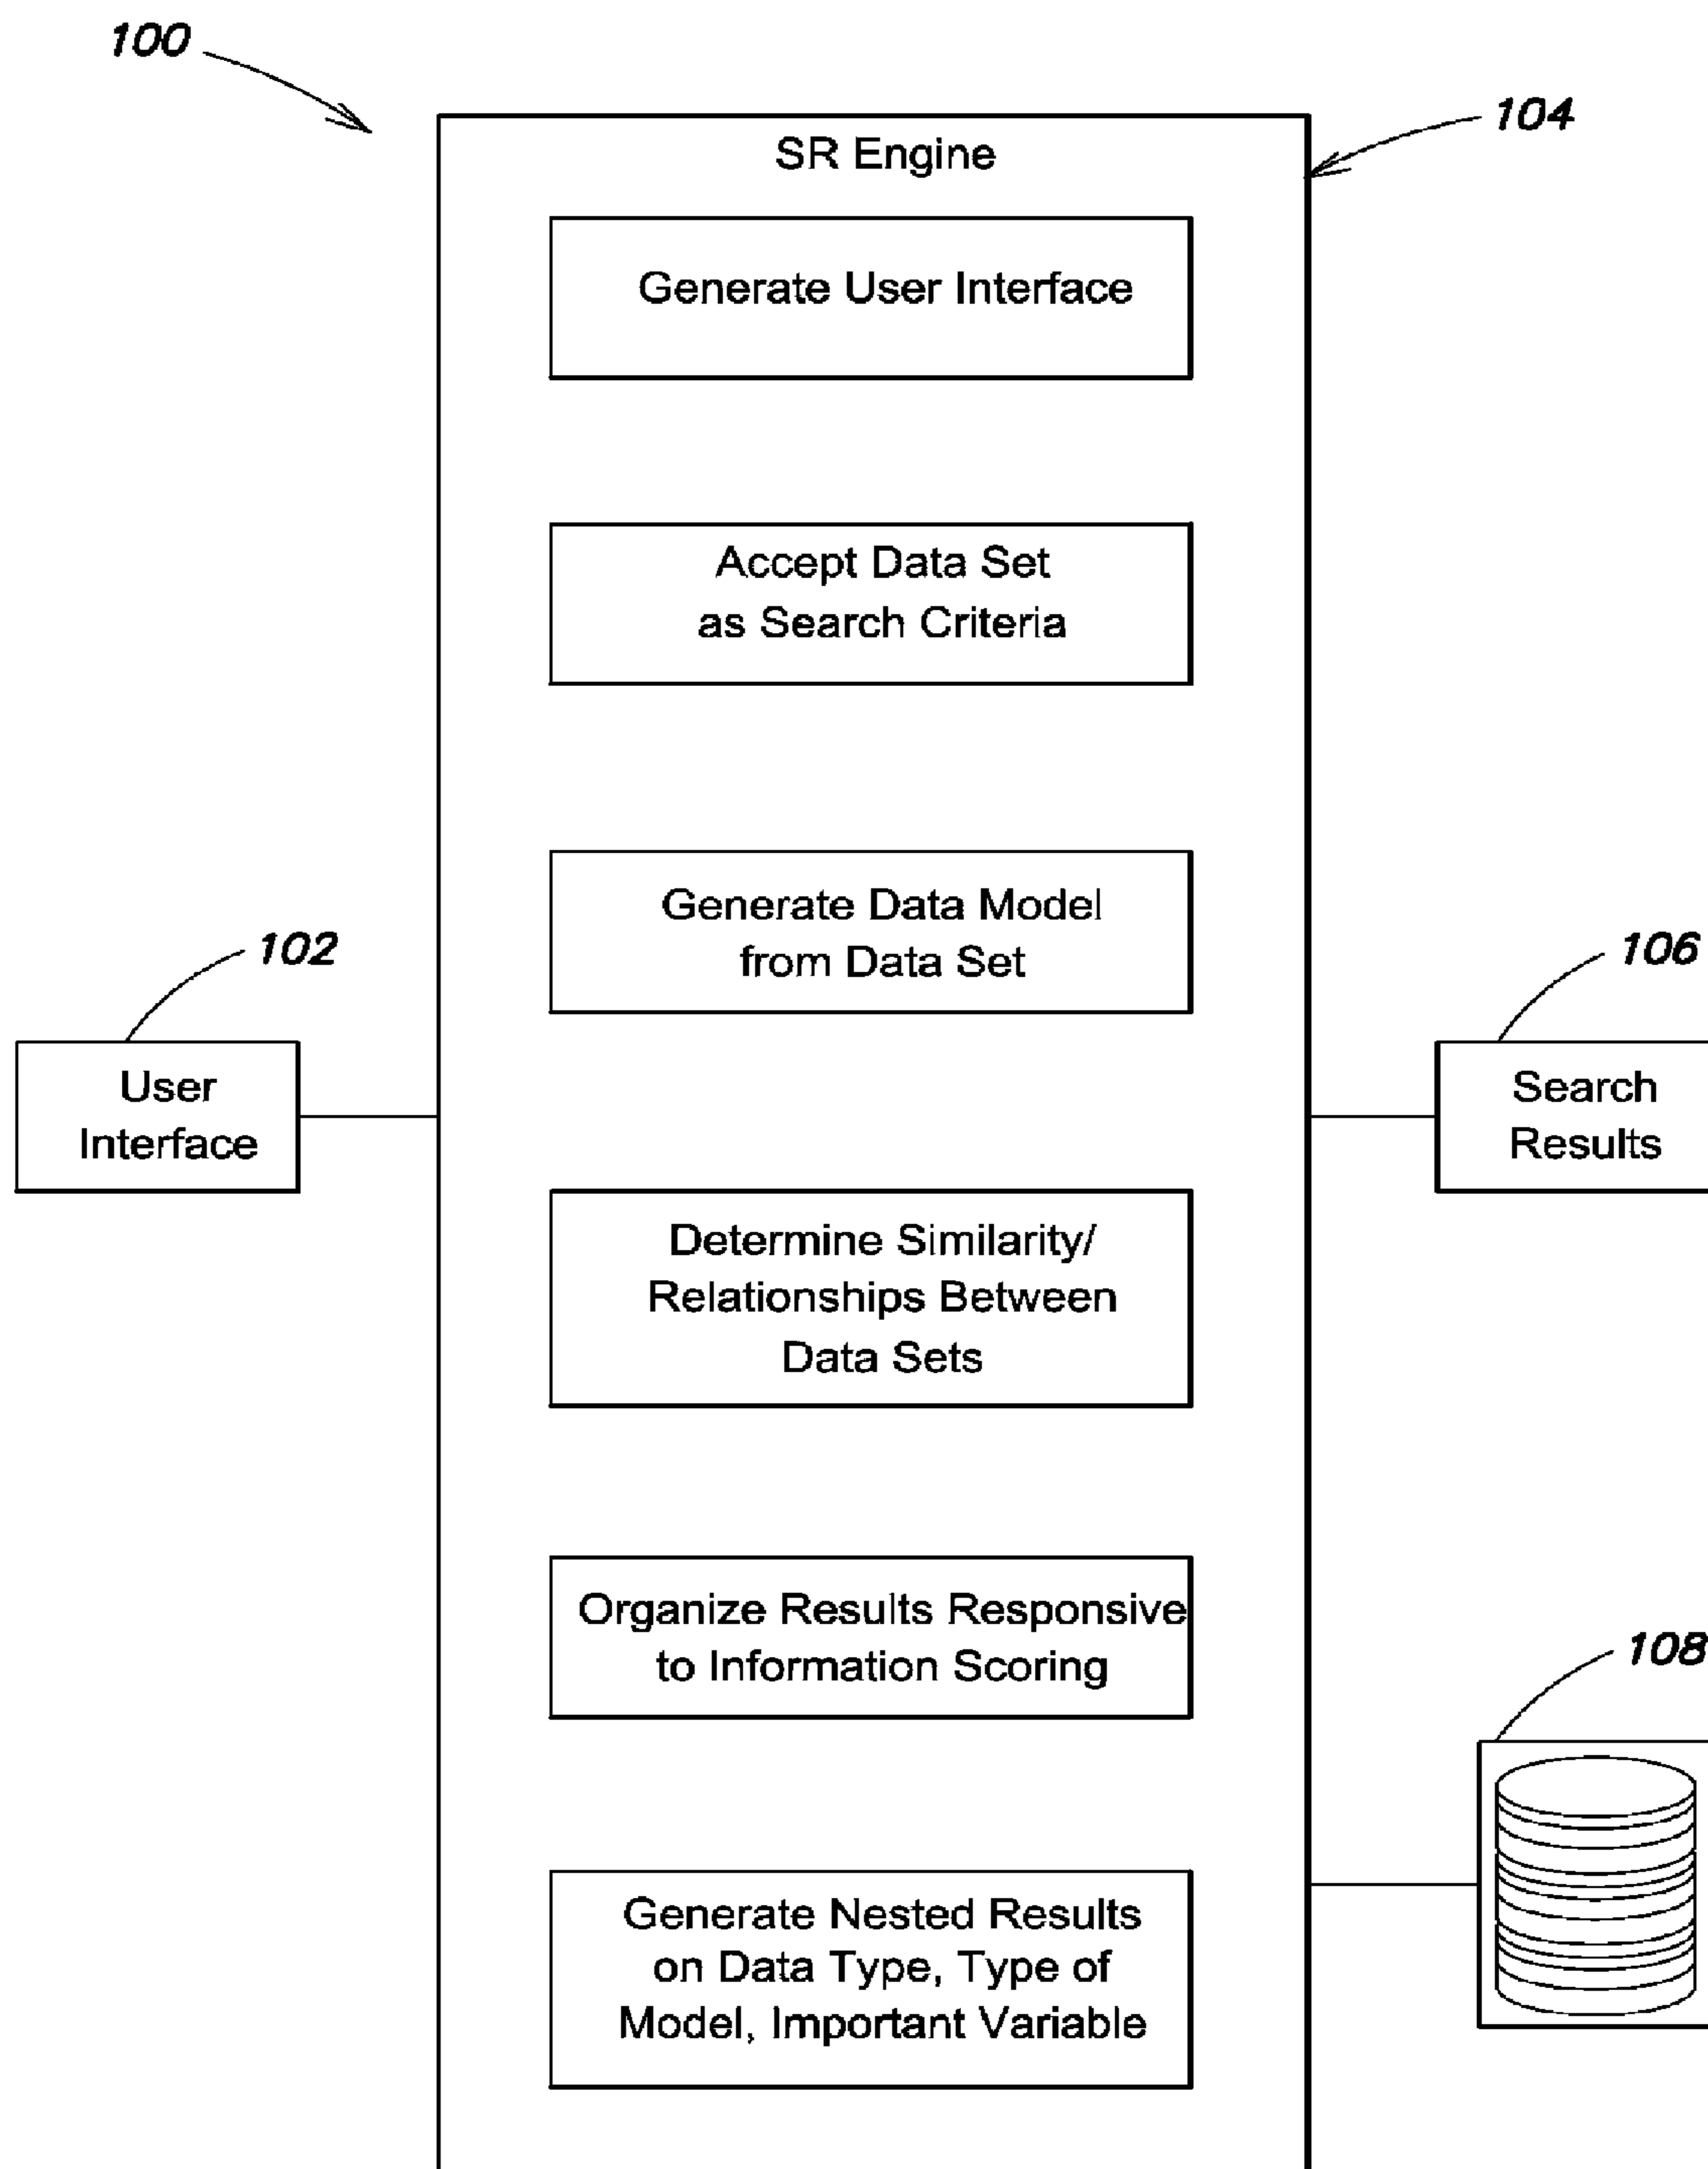 100
104
SR Engine
Generate User Interface
Accept Data Set
as Search Criteria
Generate Data Model
from Data Set
102
106
User
Interface
Search
Results
Determine Similarity/
Relationships Between
Data Sets
Organize Results Responsive
to Information Scoring
108
Generate Nested Results
on Data Type, Type of
Model, Important Variable